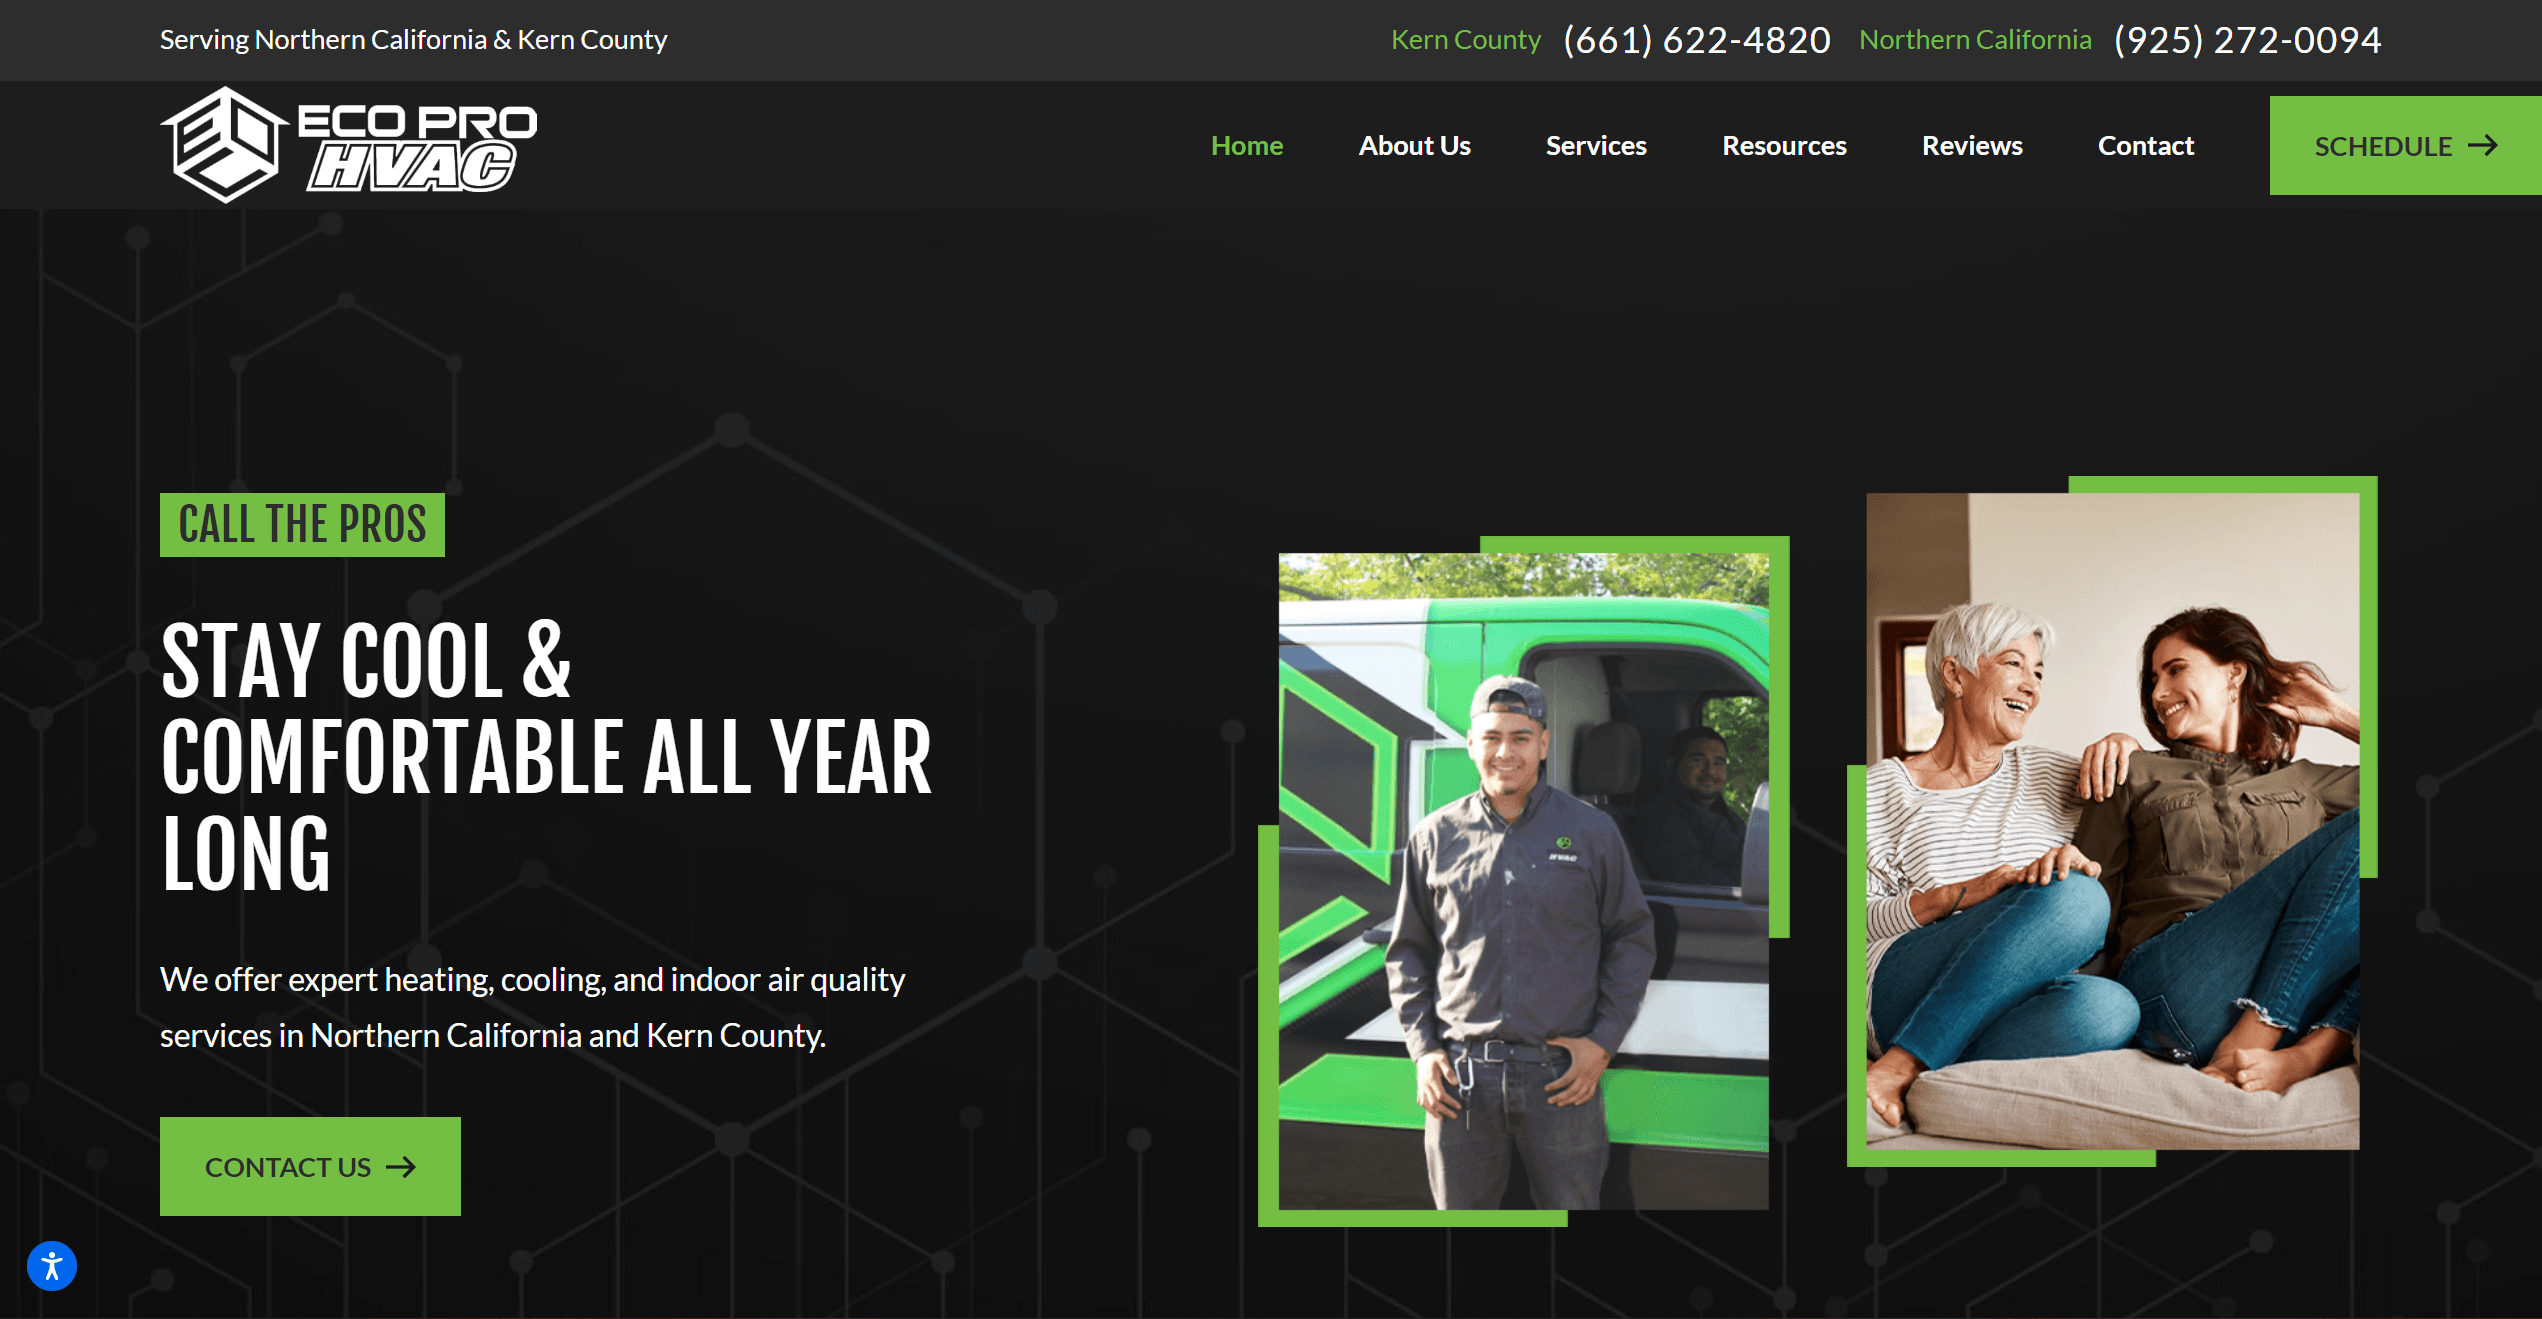 Serving Northern California & Kern County
Kern County (661) 622-4820 Northern California (925) 272-0094
ECO PRO
HVAC
Home About Us Services Resources Reviews Contact SCHEDULE
CALL THE PROS
STAY COOL &
COMFORTABLE ALL YEAR
LONG
We offer expert heating, cooling, and indoor air quality
services in Northern California and Kern County.
CONTACT US
HVAC